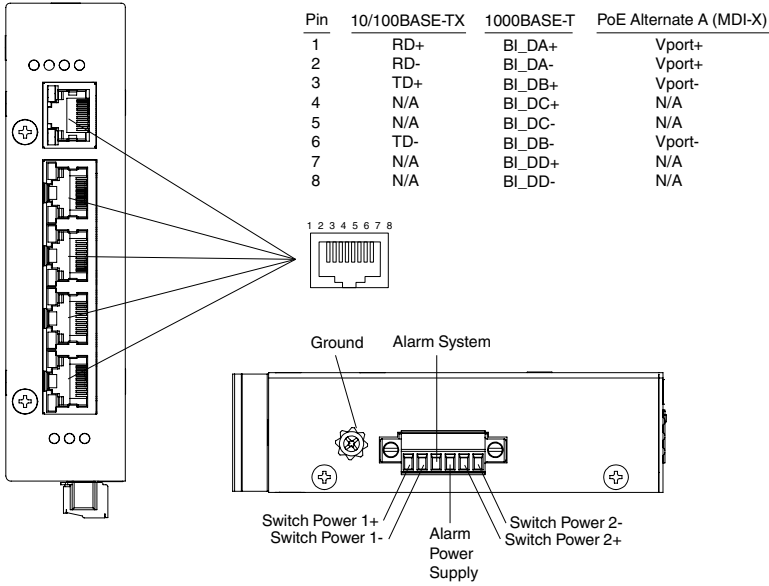 Pin 10/100BASE-TX 1000BASE-T PoE Alternate A (MDI-X)
1 RD+ BI_DA+ Vport+
2 RD- BI_DA- Vport+
3 TD+ BI_DB+ Vport-
4 N/A BI_DC+ N/A
5 N/A BI_DC- N/A
6 TD- BI_DB- Vport-
7 N/A BI_DD+ N/A
8 N/A BI_DD- N/A
1 2 3 4 5 6 7 8
Ground Alarm System
Switch Power 1+
Switch Power 1-
Alarm
Power
Supply
Switch Power 2-
Switch Power 2+